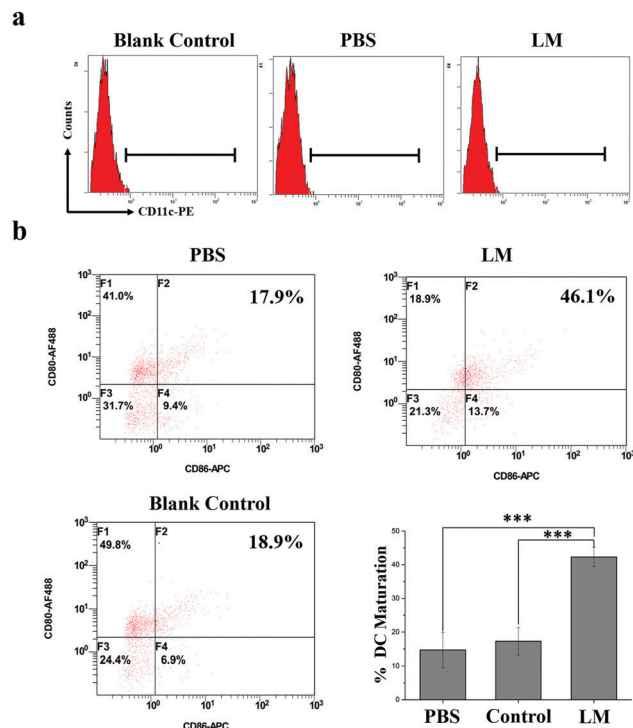 a
Blank Control
PBS
LM
Counts
CD11c-PE
b
PBS
LM
10³
10²
10¹
10⁰
F1
41.0%
F2
17.9%
F3
31.7%
F4
9.4%
CD80-AF488
10⁰ 10¹ 10² 10³
CD86-APC
10³
10²
10¹
10⁰
F1
18.9%
F2
46.1%
F3
21.3%
F4
13.7%
CD80-AF488
10⁰ 10¹ 10² 10³
CD86-APC
Blank Control
10³
10²
10¹
10⁰
F1
49.8%
F2
18.9%
F3
24.4%
F4
6.9%
CD80-AF488
10⁰ 10¹ 10² 10³
CD86-APC
***
***
50
40
30
20
10
0
% DC Maturation
PBS Control LM